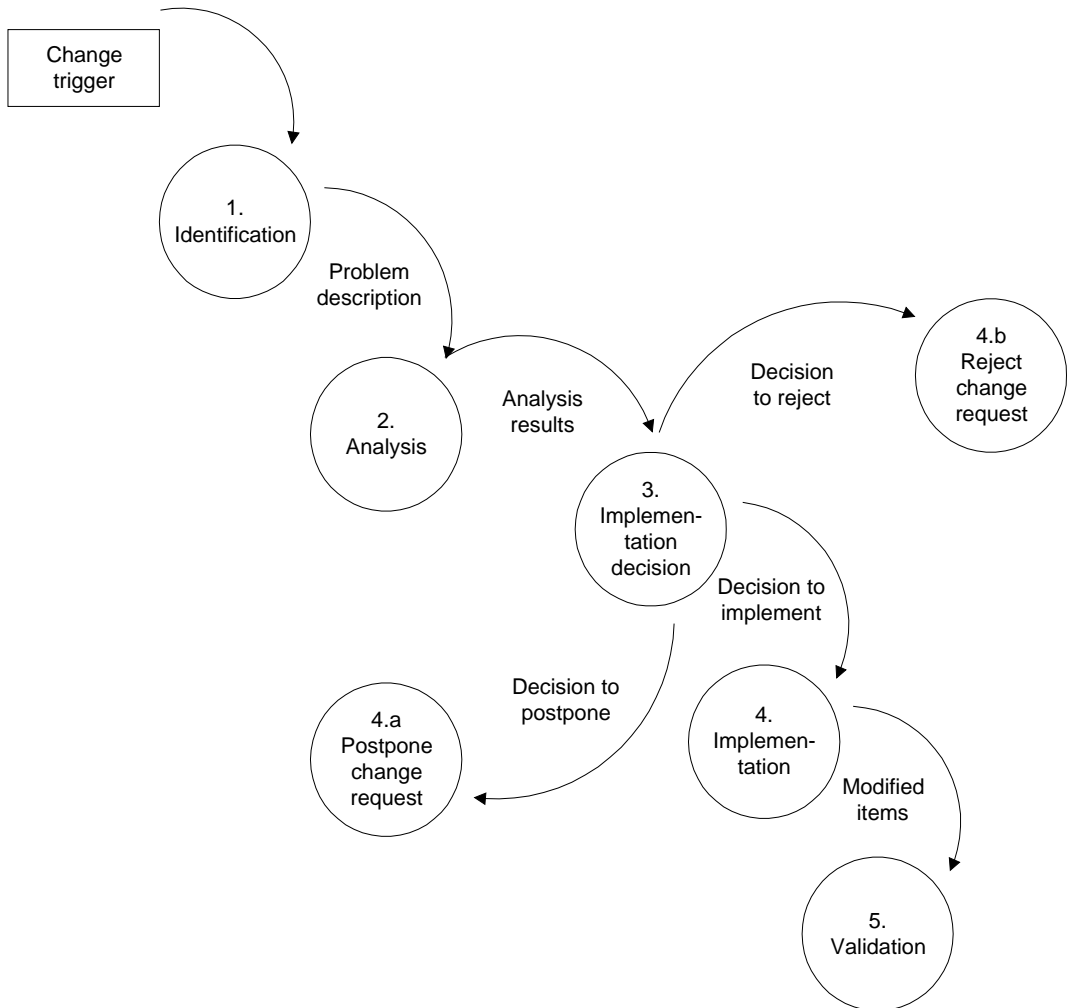 Change
trigger
1.
Identification
Problem
description
2.
Analysis
Analysis
results
3.
Implemen-
tation
decision
Decision
to reject
4.b
Reject
change
request
Decision to
implement
Decision to
postpone
4.a
Postpone
change
request
4.
Implemen-
tation
Modified
items
5.
Validation